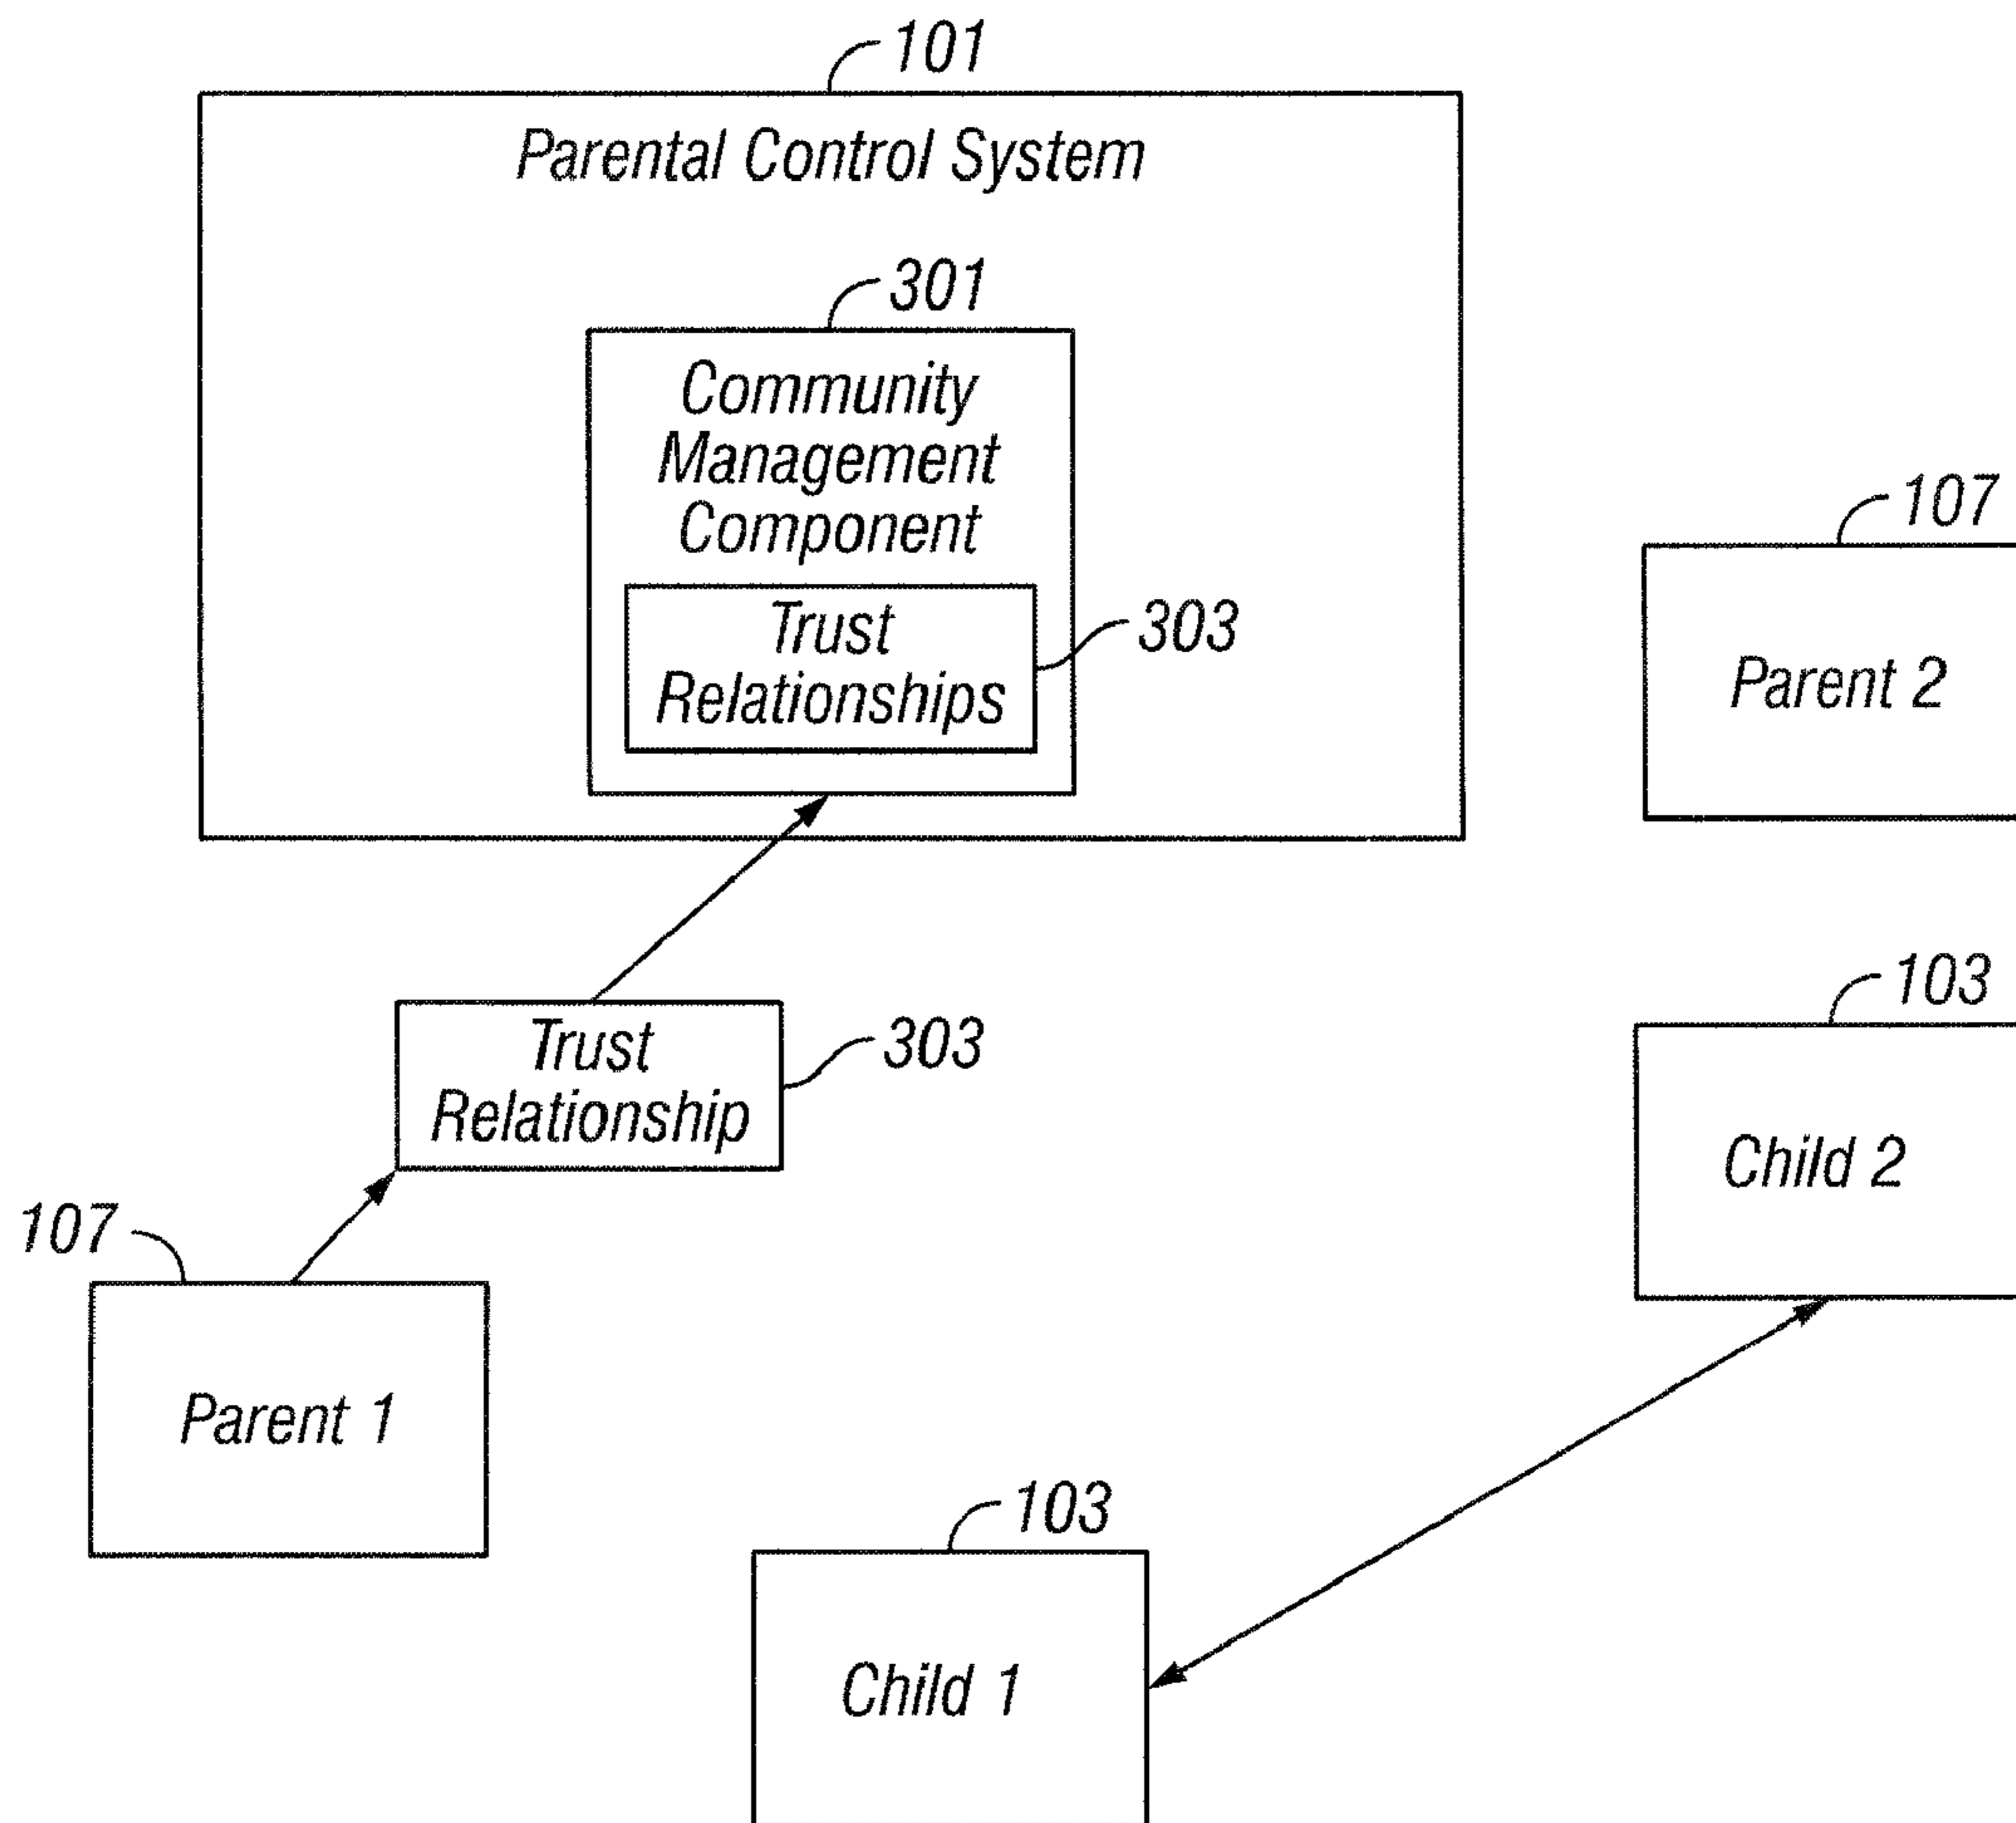 101
Parental Control System
301
Community
Management
Component
Trust
Relationships
303
107
Parent 2
103
Child 2
Trust
Relationship
303
107
Parent 1
103
Child 1